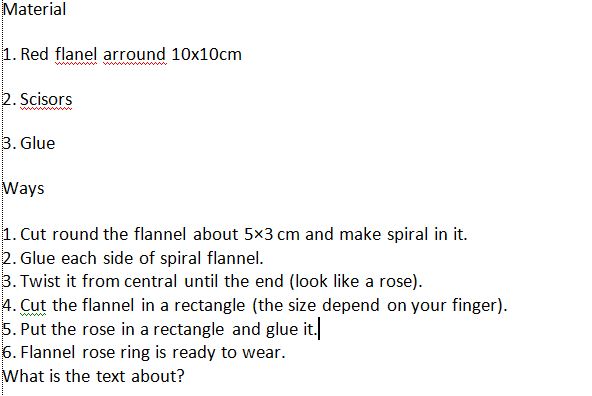 Material
1. Red flanel arround 10x10cm
2. Scisors
3. Glue
Ways
1. Cut round the flannel about 5×3 cm and make spiral in it.
2. Glue each side of spiral flannel.
3. Twist it from central until the end (look like a rose).
4. Cut the flannel in a rectangle (the size depend on your finger).
5. Put the rose in a rectangle and glue it.
6. Flannel rose ring is ready to wear.
What is the text about?